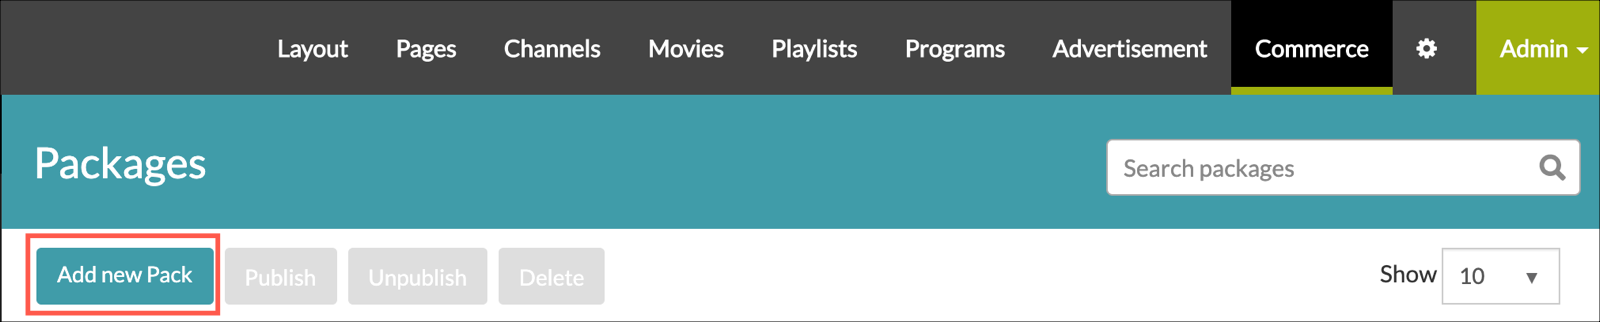 Layout Pages Channels Movies Playlists Programs Advertisement Commerce Admin
Packages
Search packages
Add new Pack Publish Unpublish Delete Show 10